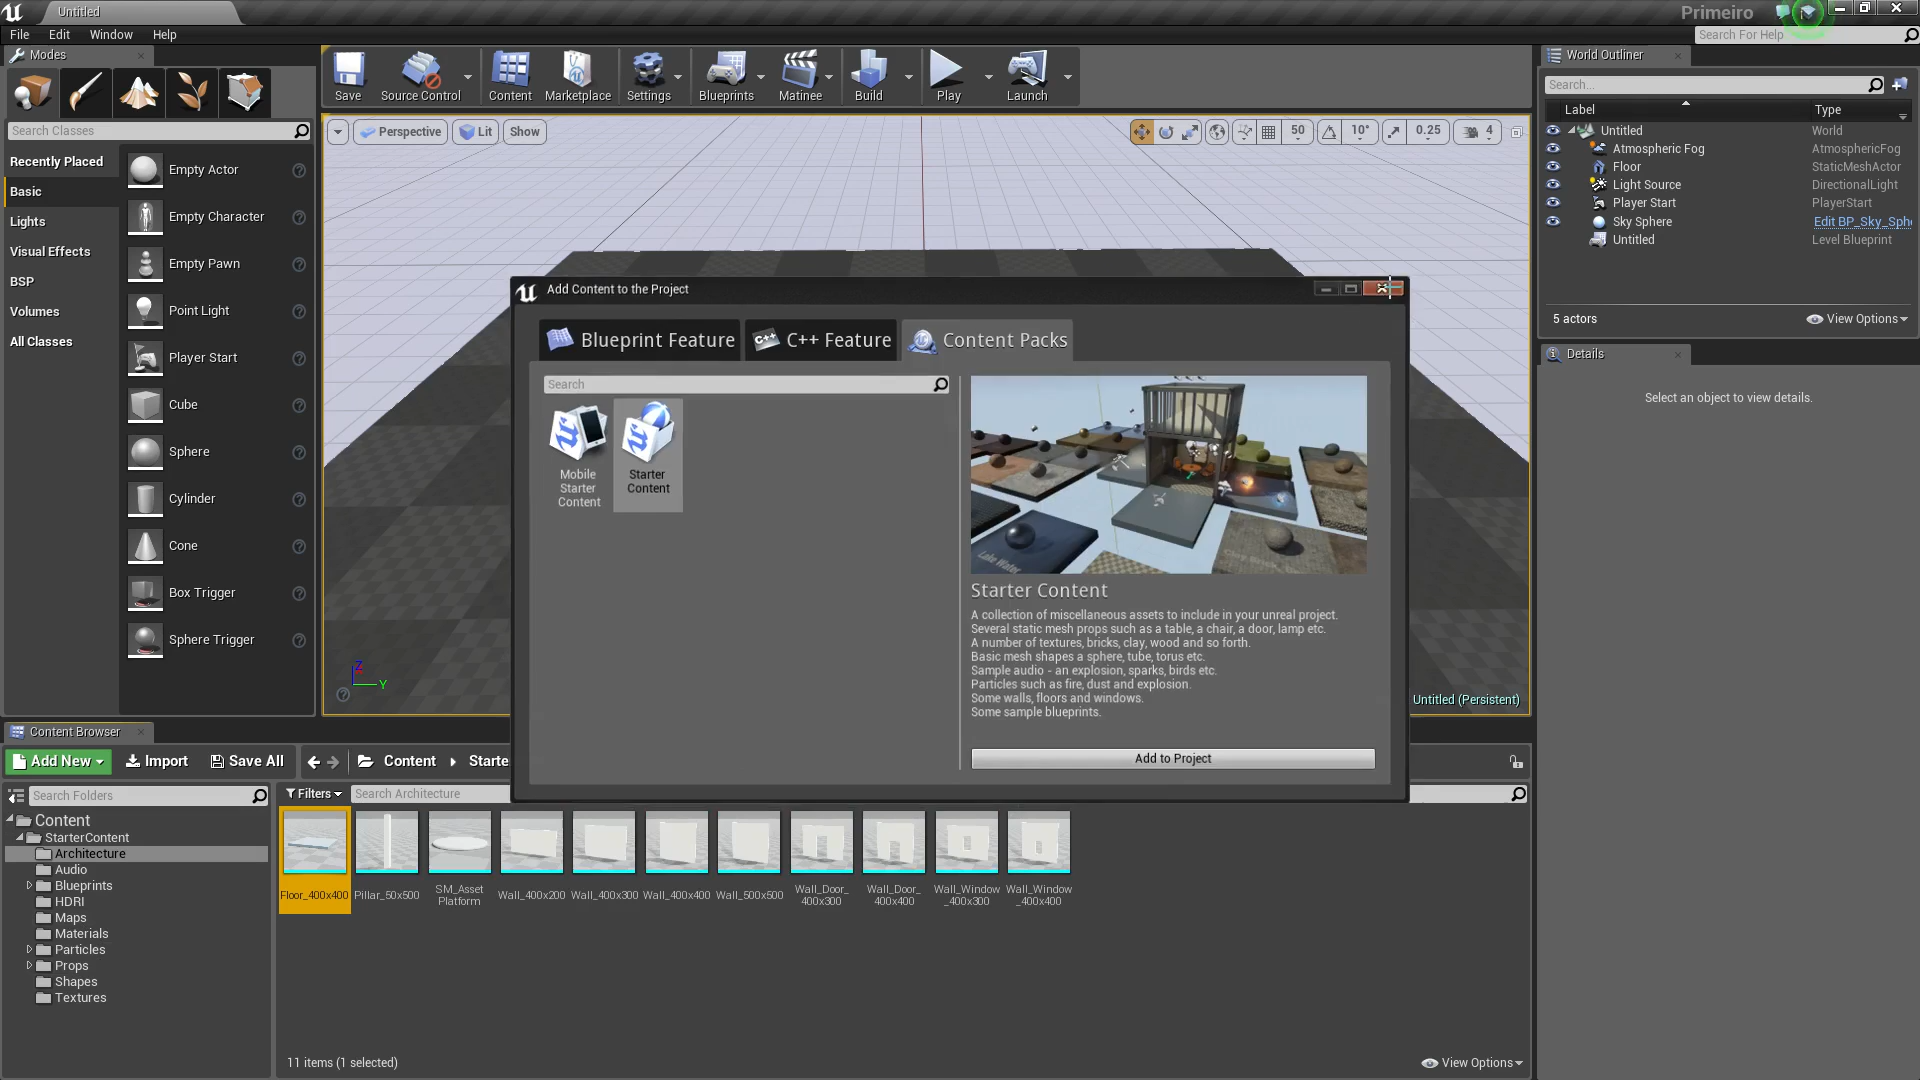 Untitled
Primeiro
File Edit Window Help
Search For Help
Modes
Search Classes
Recently Placed
Basic
Lights
Visual Effects
BSP
Volumes
All Classes
Empty Actor
Empty Character
Empty Pawn
Point Light
Player Start
Cube
Sphere
Cylinder
Cone
Box Trigger
Sphere Trigger
Save
Source Control
Content
Marketplace
Settings
Blueprints
Matinee
Build
Play
Launch
Perspective
Lit
Show
50
10°
0.25
4
Z
Y
Untitled (Persistent)
World Outliner
Search...
Label Type
Untitled World
Atmospheric Fog AtmosphericFog
Floor StaticMeshActor
Light Source DirectionalLight
Player Start PlayerStart
Sky Sphere Edit BP_Sky_Sph
Untitled Level Blueprint
5 actors
View Options
Details
Select an object to view details.
Add Content to the Project
Blueprint Feature
C++
C++ Feature
Content Packs
Search
Mobile
Starter
Content
Starter
Content
Lake Water
Starter Content
A collection of miscellaneous assets to include in your unreal project.
Several static mesh props such as a table, a chair, a door, lamp etc.
A number of textures, bricks, clay, wood and so forth.
Basic mesh shapes a sphere, tube, torus etc.
Sample audio - an explosion, sparks, birds etc.
Particles such as fire, dust and explosion.
Some walls, floors and windows.
Some sample blueprints.
Add to Project
Content Browser
Add New
Import
Save All
Content
Starte
Search Folders
Filters
Search Architecture
Content
StarterContent
Architecture
Audio
Blueprints
HDRI
Maps
Materials
Particles
Props
Shapes
Textures
Floor_400x400
Pillar_50x500
SM_Asset
Platform
Wall_400x200
Wall_400x300
Wall_400x400
Wall_500x500
Wall_Door_
400x300
Wall_Door_
400x400
Wall_Window
_400x300
Wall_Window
_400x400
11 items (1 selected)
View Options